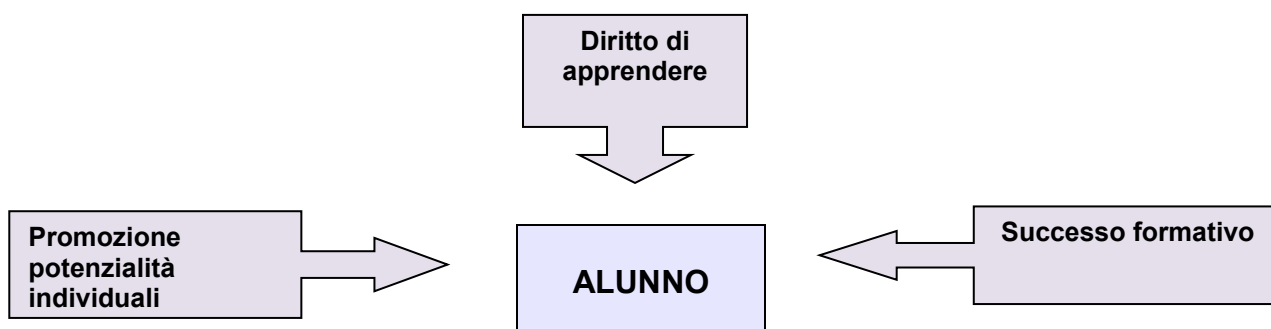 Diritto di
apprendere
Promozione
potenzialità
individuali
ALUNNO
Successo formativo